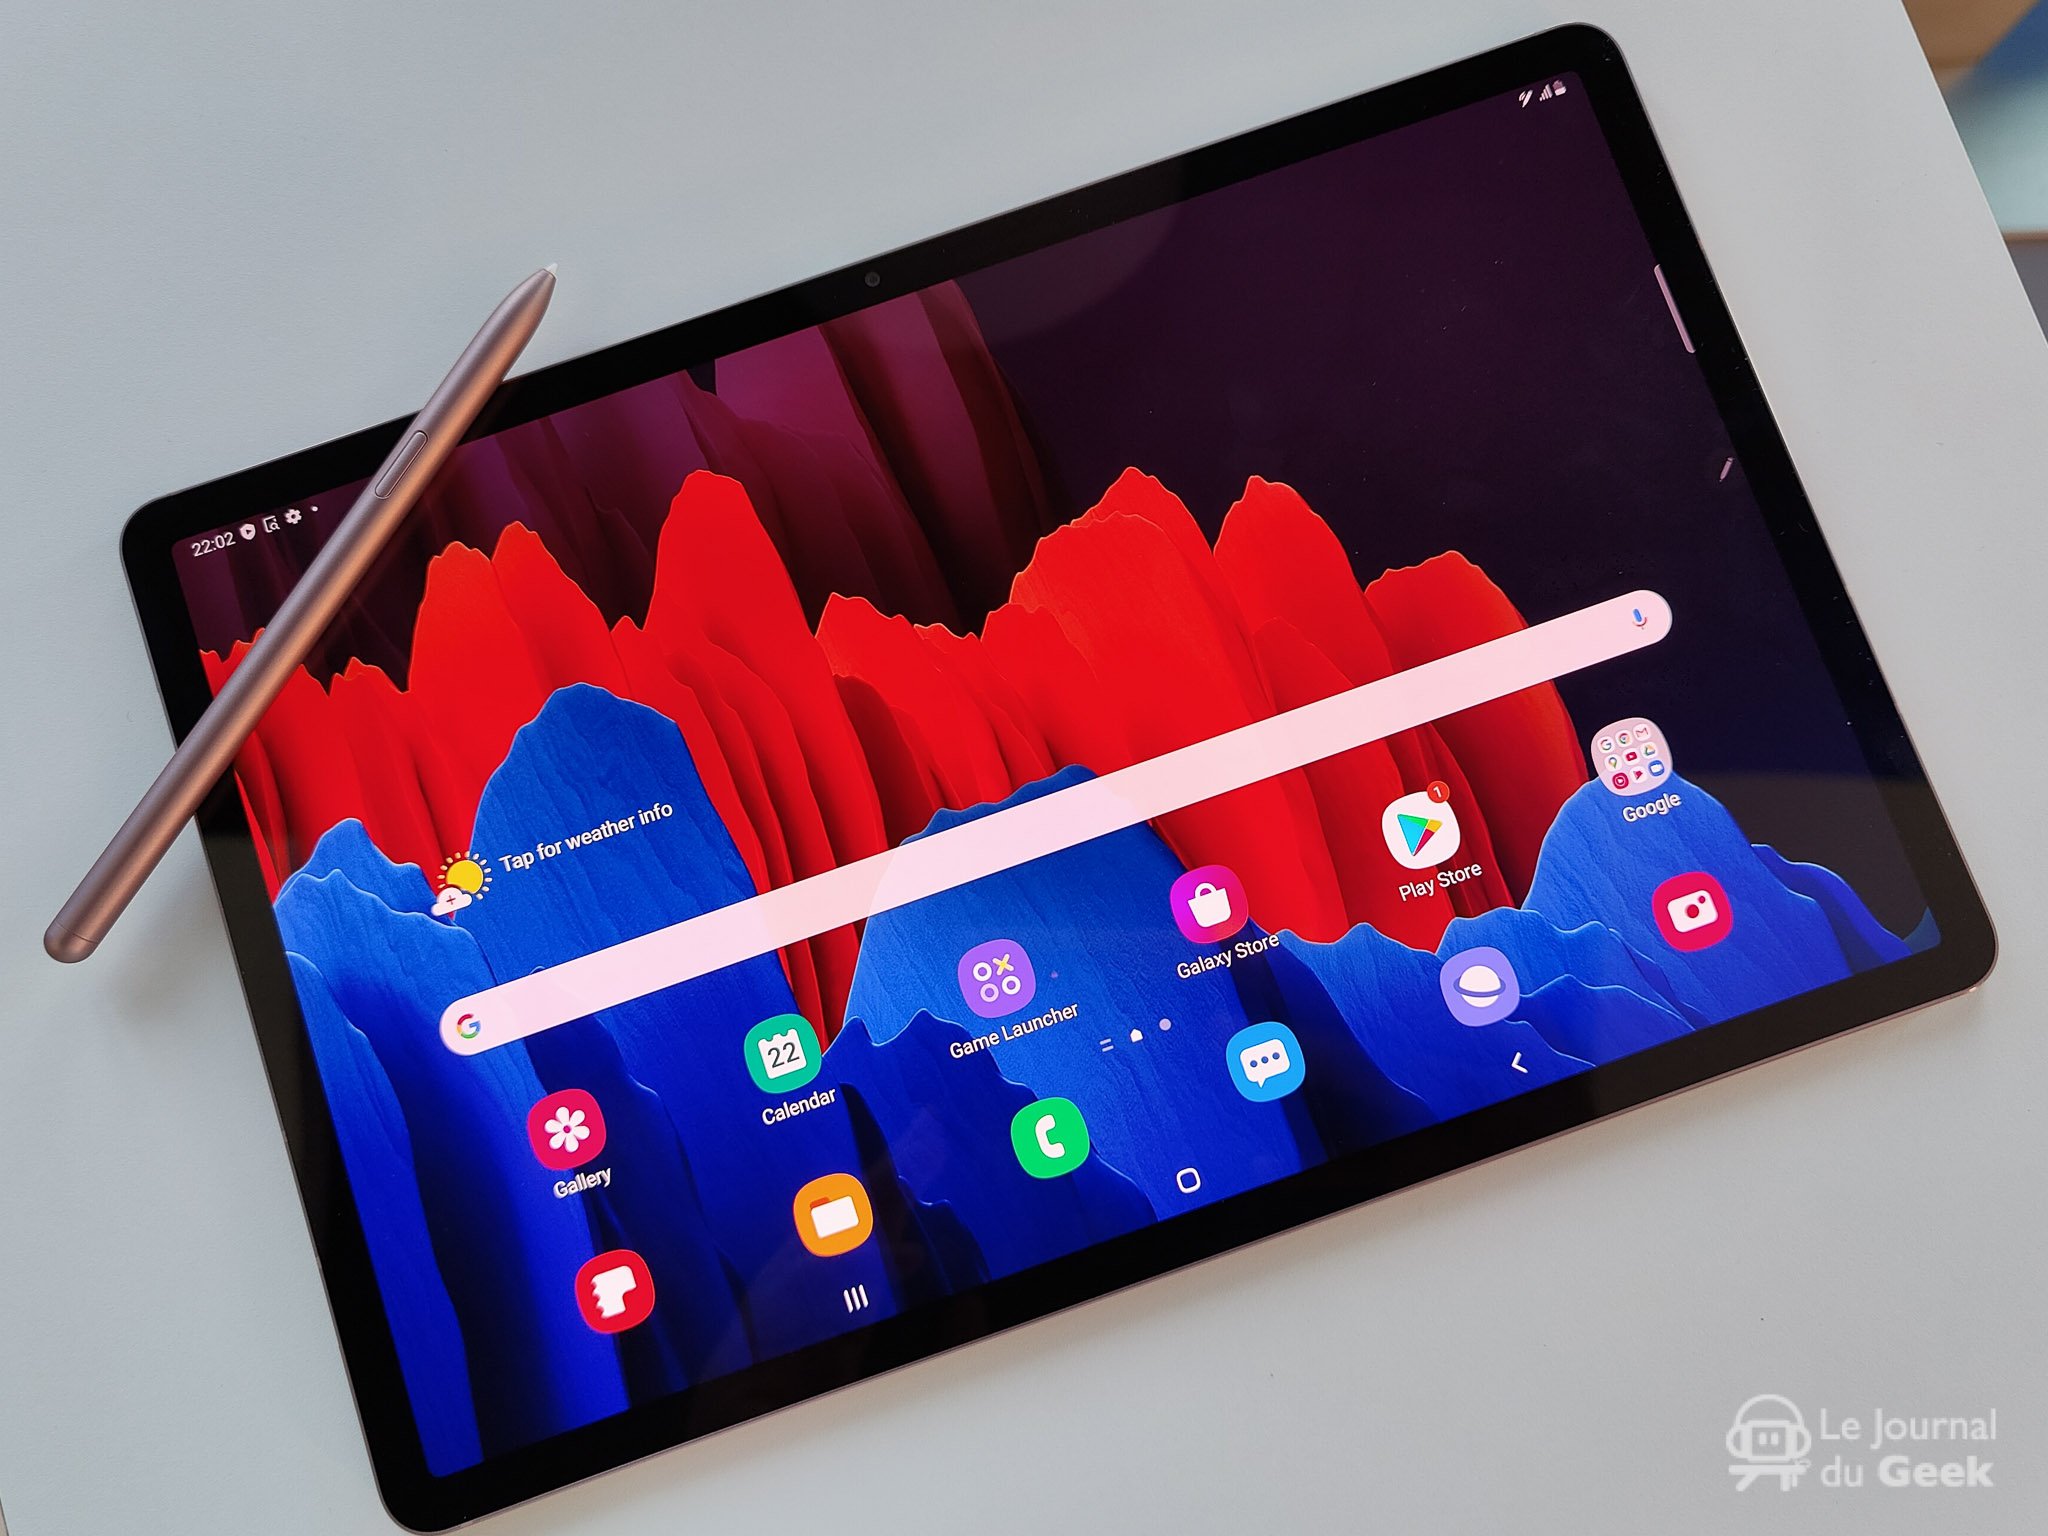 22:02
Tap for weather info
G
Google
1
Play Store
Galaxy Store
Game Launcher
22
Calendar
Gallery
Le Journal
du Geek